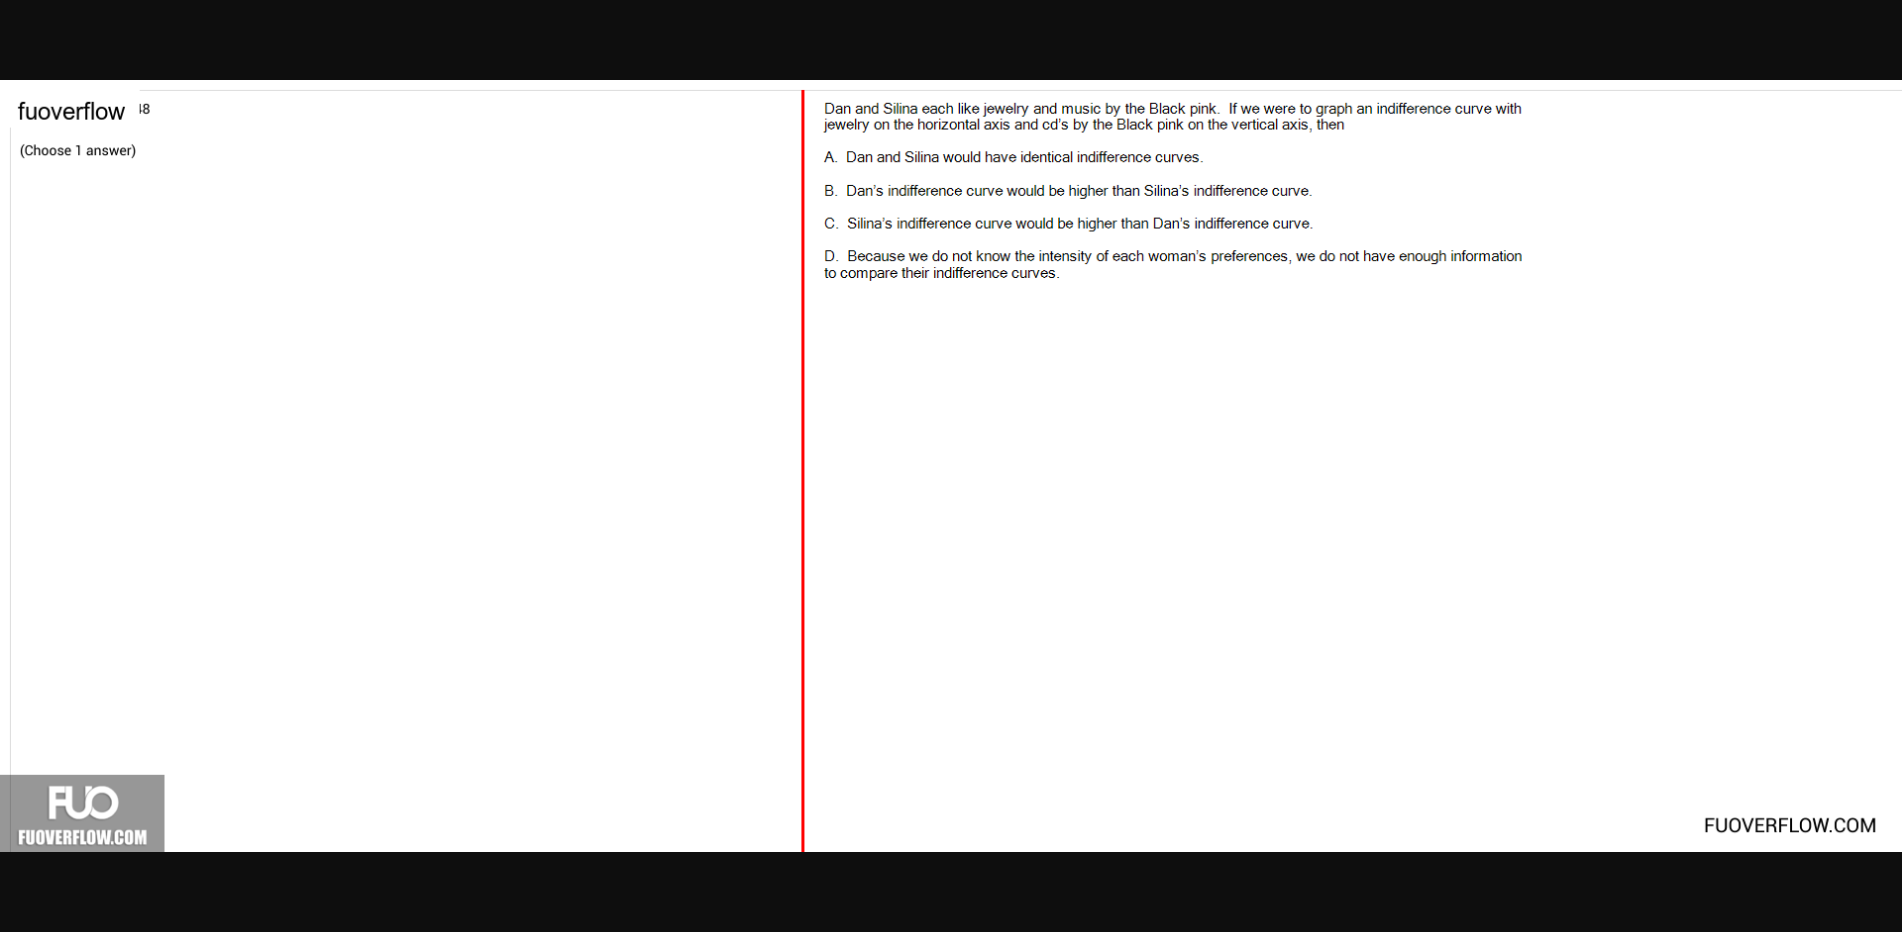 fuoverflow
48
(Choose 1 answer)
Dan and Silina each like jewelry and music by the Black pink. If we were to graph an indifference curve with
jewelry on the horizontal axis and cd's by the Black pink on the vertical axis, then
A. Dan and Silina would have identical indifference curves.
B. Dan's indifference curve would be higher than Silina's indifference curve.
C. Silina's indifference curve would be higher than Dan's indifference curve.
D. Because we do not know the intensity of each woman's preferences, we do not have enough information
to compare their indifference curves.
FUO
FUOVERFLOW.COM
FUOVERFLOW.COM